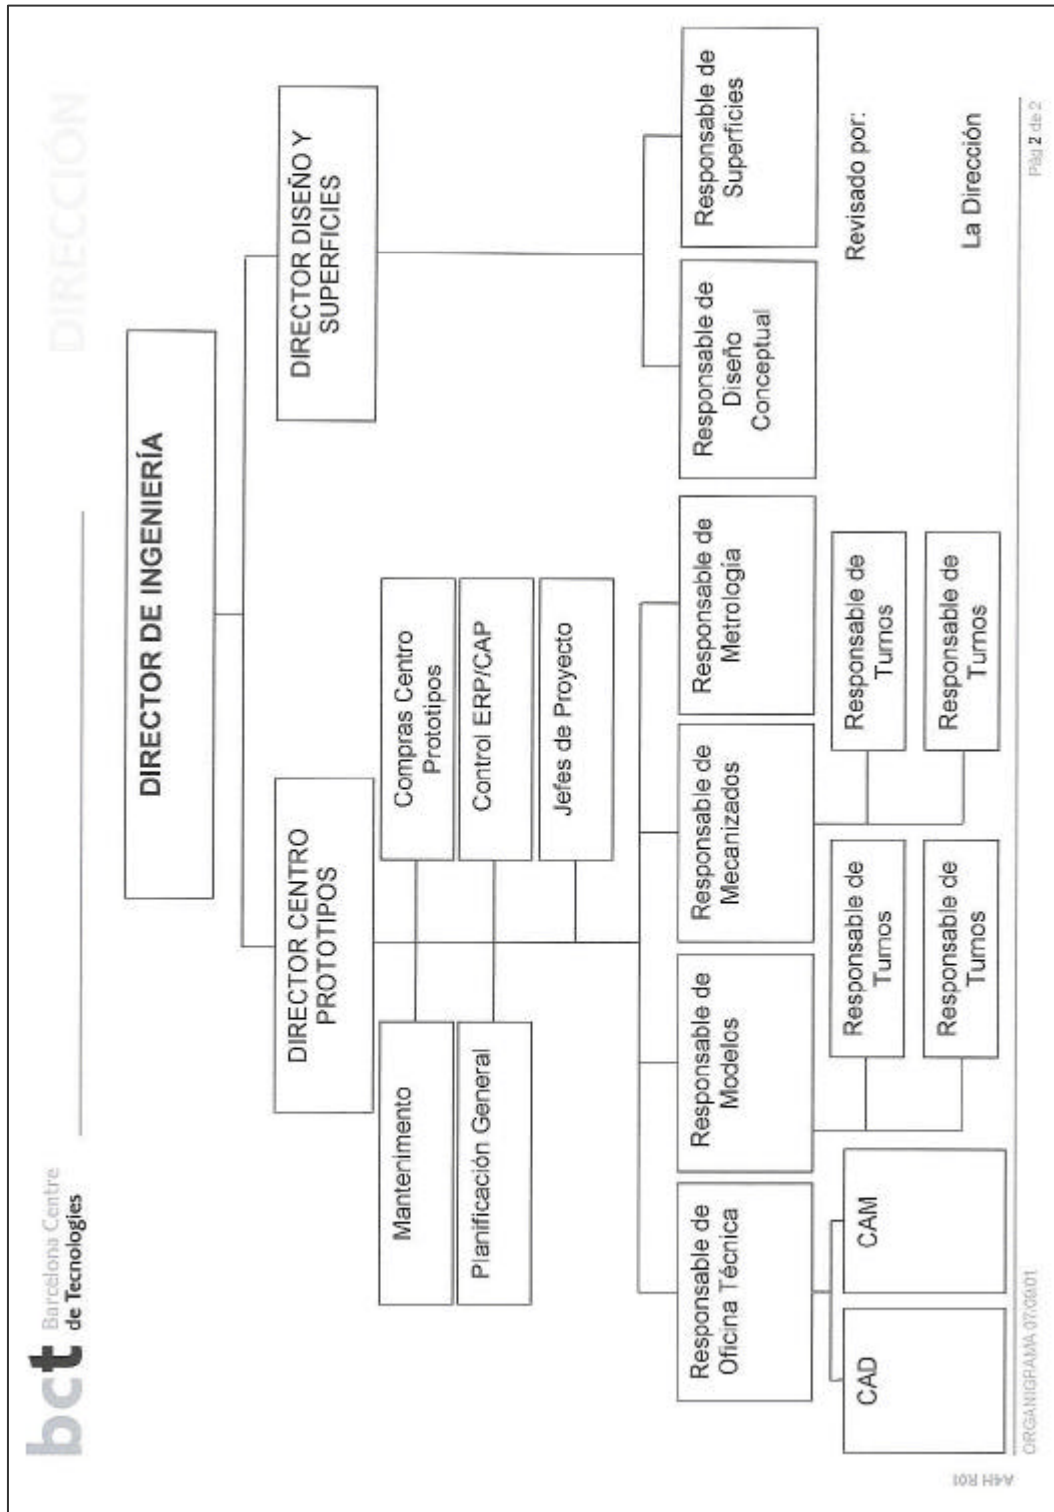 bct Barcelona Centre
de Tecnologies
DIRECCIÓN
DIRECTOR DE INGENIERÍA
DIRECTOR CENTRO
PROTOTIPOS
DIRECTOR DISEÑO Y
SUPERFICIES
Mantenimento
Compras Centro
Prototipos
Planificación General
Control ERP/CAP
Jefes de Proyecto
Responsable de
Oficina Técnica
Responsable de
Modelos
Responsable de
Mecanizados
Responsable de
Metrología
Responsable de
Diseño
Conceptual
Responsable de
Superficies
CAD
CAM
Responsable de
Turnos
Responsable de
Turnos
Responsable de
Turnos
Responsable de
Turnos
Revisado por:
La Dirección
A4H R01
ORGANIGRAMA 07/09/01
Pág 2 de 2